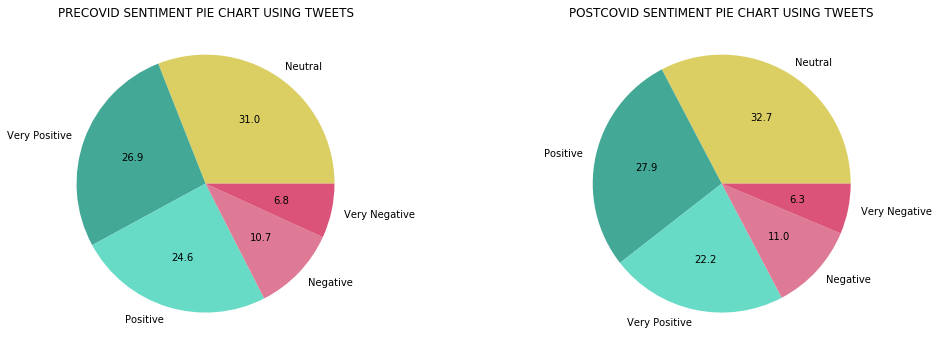 PRECOVID SENTIMENT PIE CHART USING TWEETS
Neutral
31.0
Very Positive
26.9
6.8
Very Negative
10.7
24.6
Negative
Positive
POSTCOVID SENTIMENT PIE CHART USING TWEETS
Neutral
32.7
Positive
27.9
6.3
Very Negative
11.0
22.2
Negative
Very Positive